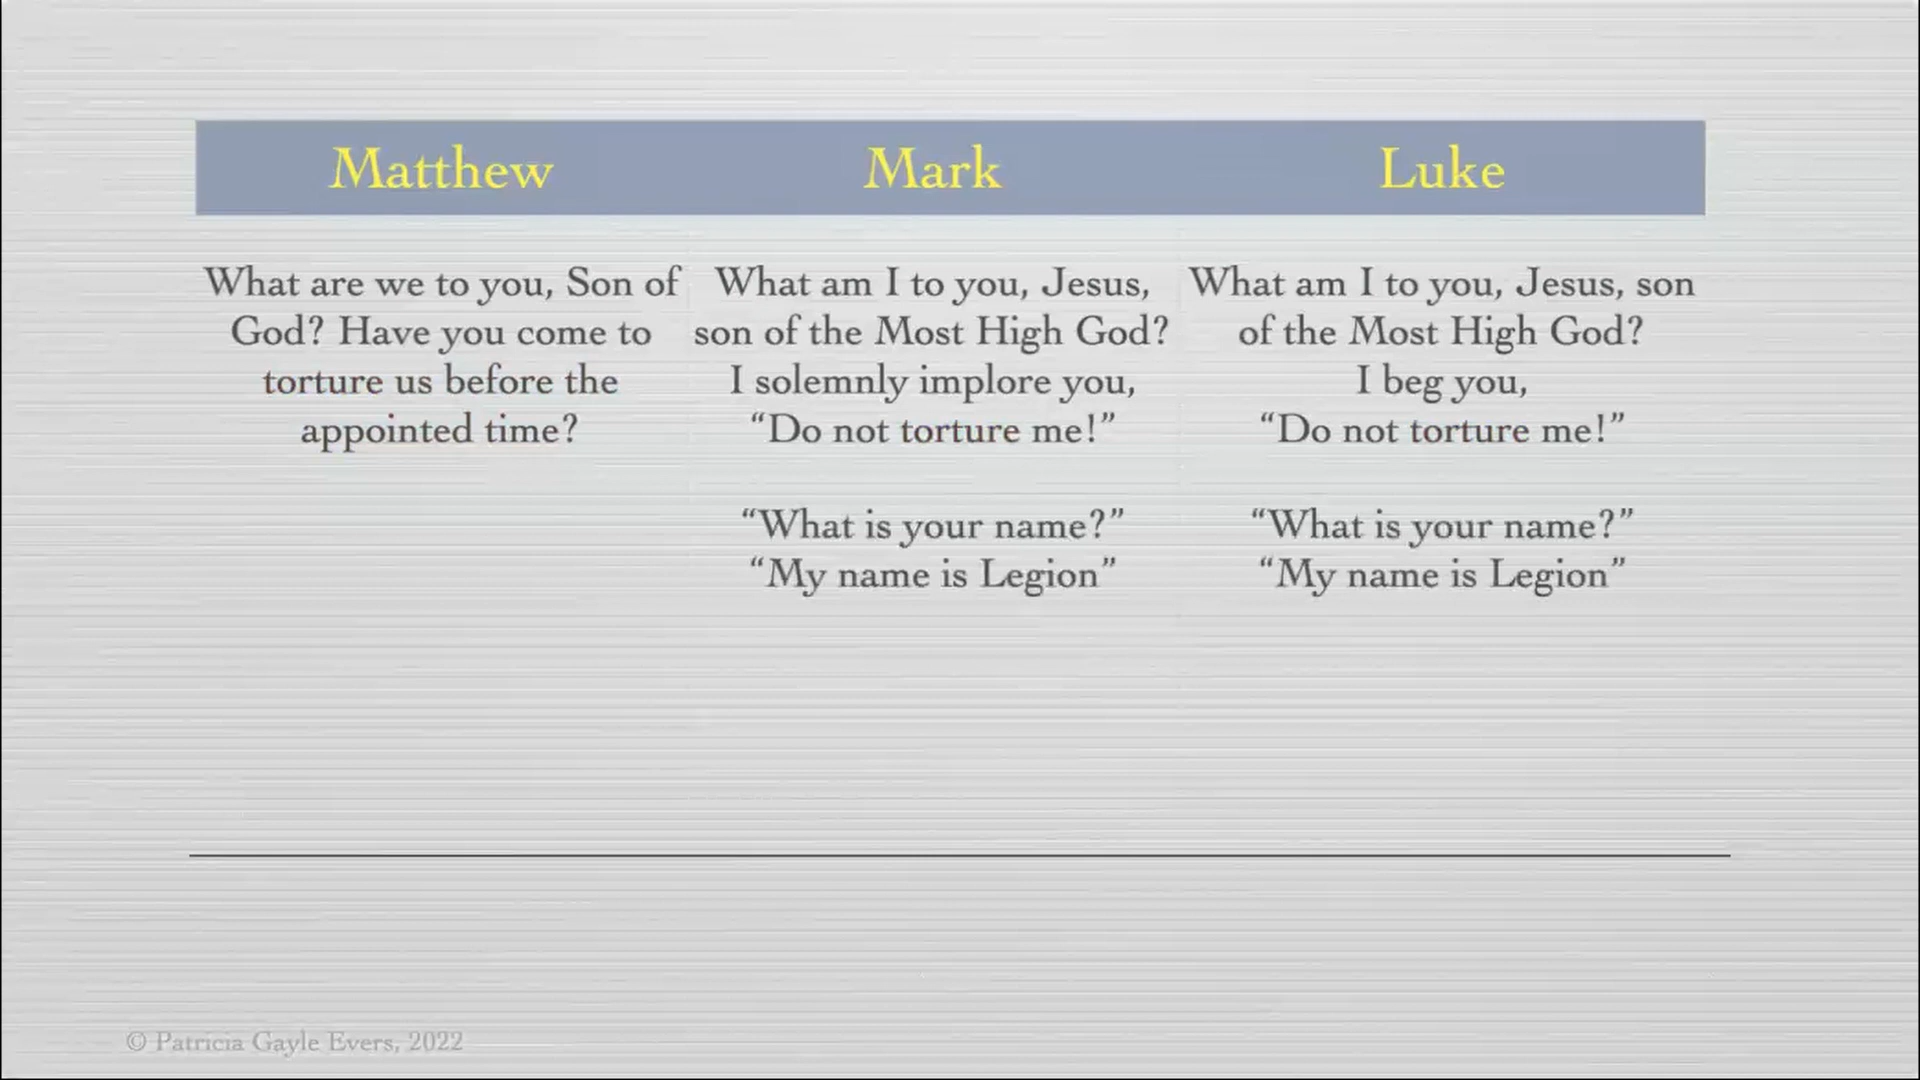 Matthew
Mark
Luke
What are we to you, Son of
God? Have you come to
torture us before the
appointed time?
What am I to you, Jesus,
son of the Most High God?
I solemnly implore you,
“Do not torture me!”
“What is your name?”
“My name is Legion”
What am I to you, Jesus, son
of the Most High God?
I beg you,
“Do not torture me!”
“What is your name?”
“My name is Legion”
© Patricia Gayle Evers, 2022